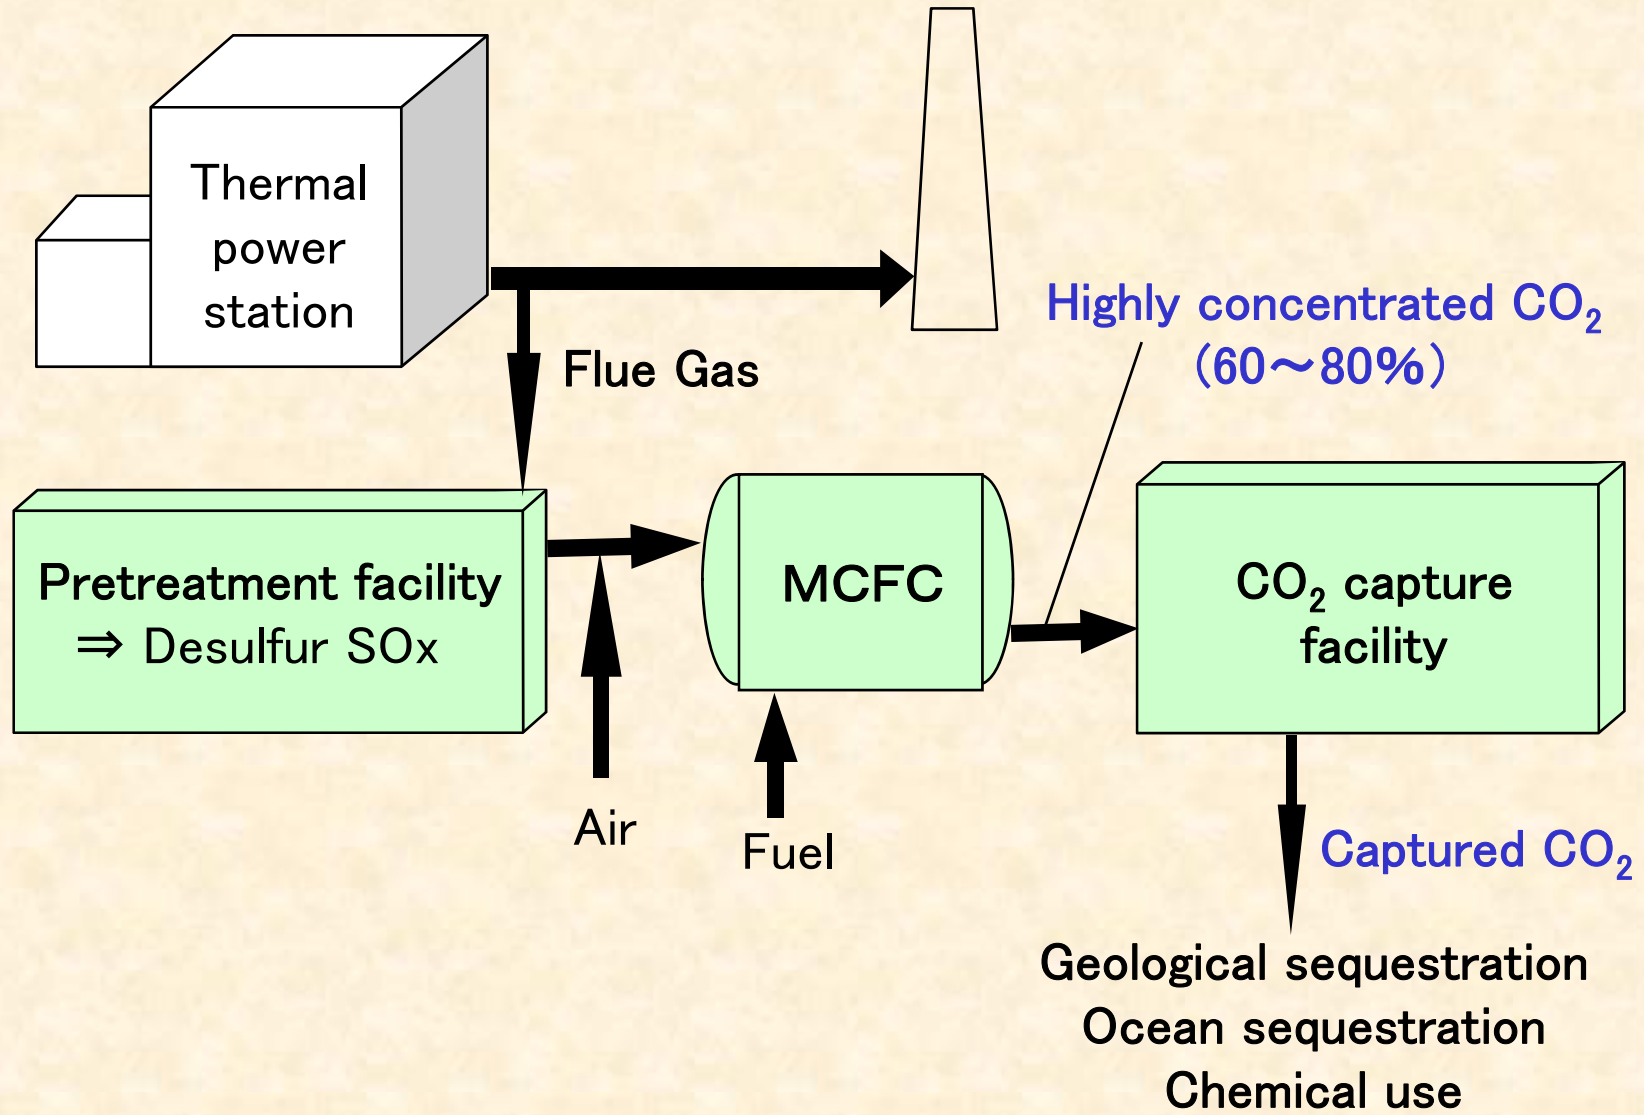 Thermal
power
station
Flue Gas
Highly concentrated CO₂
(60～80%)
Pretreatment facility
⇒ Desulfur SOx
MCFC
CO₂ capture
facility
Air
Fuel
Captured CO₂
Geological sequestration
Ocean sequestration
Chemical use